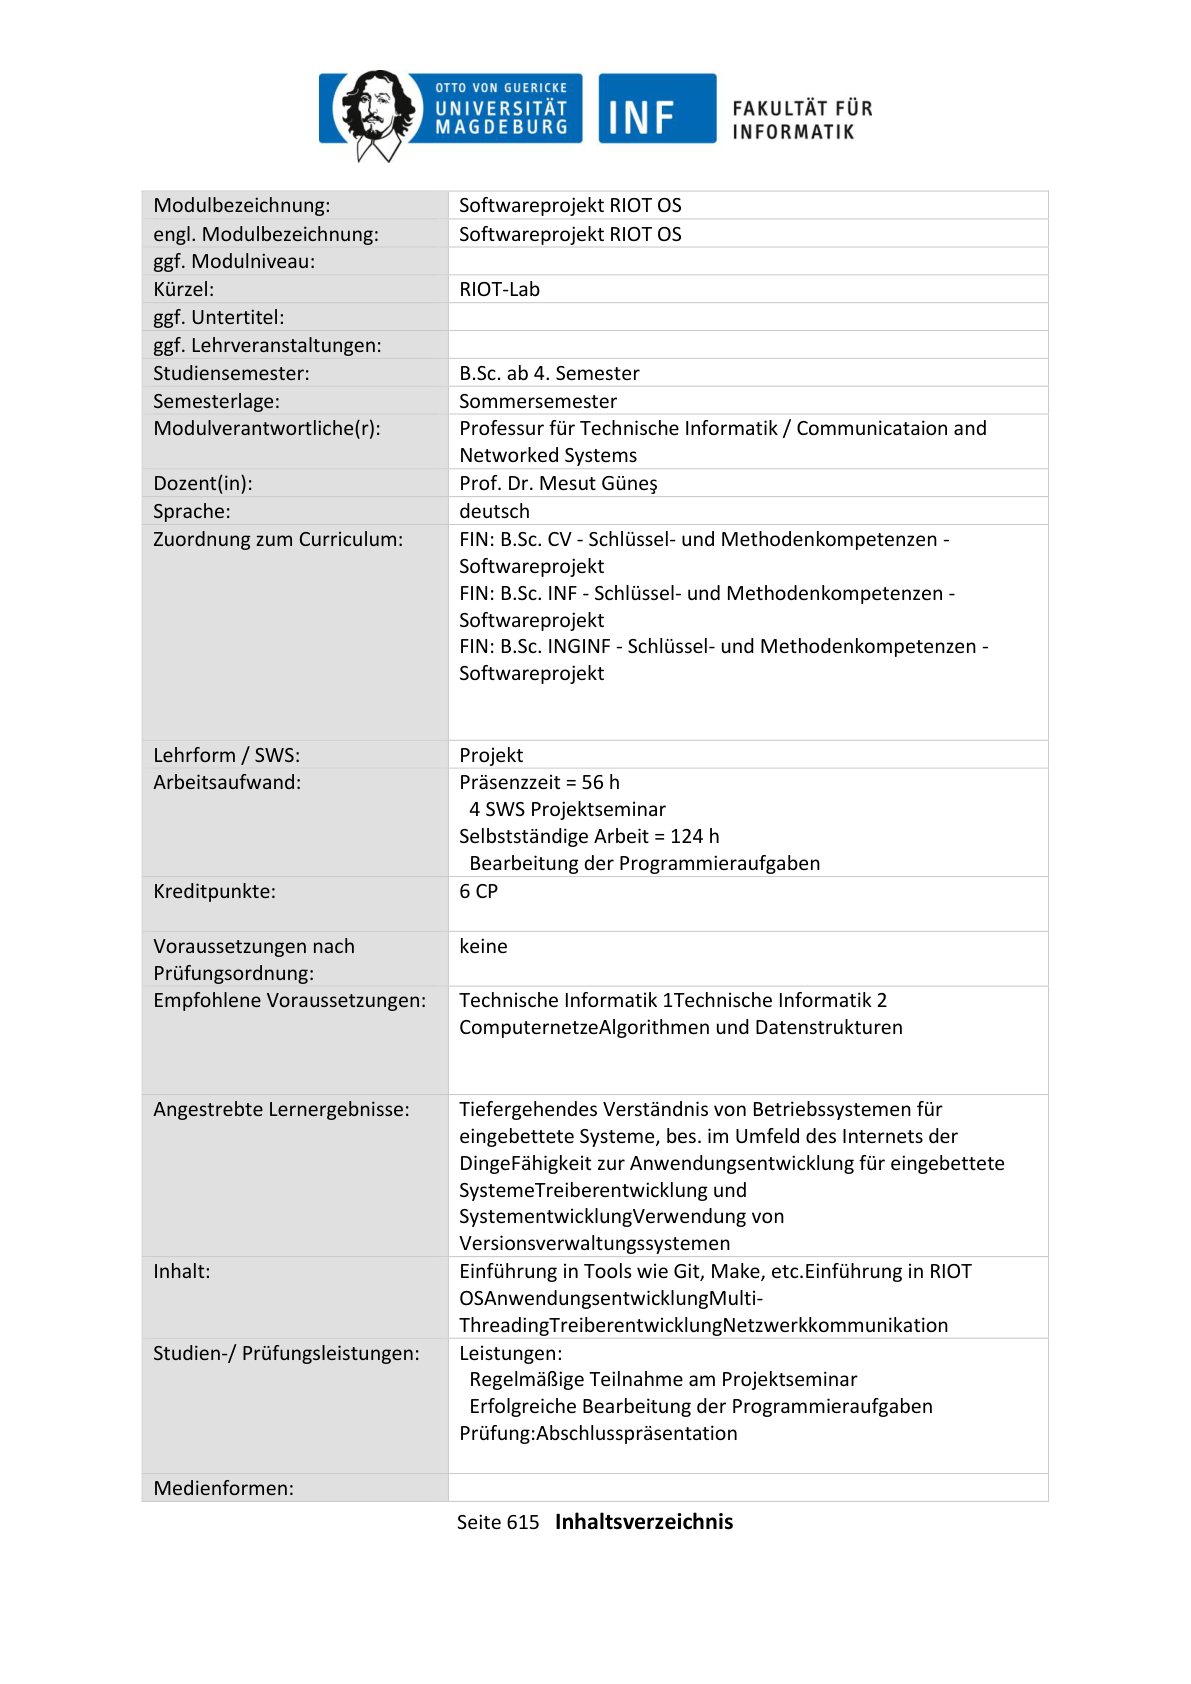 OTTO VON GUERICKE
UNIVERSITÄT
MAGDEBURG
INF
FAKULTÄT FÜR
INFORMATIK
Modulbezeichnung: Softwareprojekt RIOT OS
engl. Modulbezeichnung: Softwareprojekt RIOT OS
ggf. Modulniveau:
Kürzel: RIOT-Lab
ggf. Untertitel:
ggf. Lehrveranstaltungen:
Studiensemester: B.Sc. ab 4. Semester
Semesterlage: Sommersemester
Modulverantwortliche(r): Professur für Technische Informatik / Communicataion and
Networked Systems
Dozent(in): Prof. Dr. Mesut Güneş
Sprache: deutsch
Zuordnung zum Curriculum: FIN: B.Sc. CV - Schlüssel- und Methodenkompetenzen -
Softwareprojekt
FIN: B.Sc. INF - Schlüssel- und Methodenkompetenzen -
Softwareprojekt
FIN: B.Sc. INGINF - Schlüssel- und Methodenkompetenzen -
Softwareprojekt
Lehrform / SWS: Projekt
Arbeitsaufwand: Präsenzzeit = 56 h
4 SWS Projektseminar
Selbstständige Arbeit = 124 h
Bearbeitung der Programmieraufgaben
Kreditpunkte: 6 CP
Voraussetzungen nach keine
Prüfungsordnung:
Empfohlene Voraussetzungen: Technische Informatik 1Technische Informatik 2
ComputernetzeAlgorithmen und Datenstrukturen
Angestrebte Lernergebnisse: Tiefergehendes Verständnis von Betriebssystemen für
eingebettete Systeme, bes. im Umfeld des Internets der
DingeFähigkeit zur Anwendungsentwicklung für eingebettete
SystemeTreiberentwicklung und
SystementwicklungVerwendung von
Versionsverwaltungssystemen
Inhalt: Einführung in Tools wie Git, Make, etc.Einführung in RIOT
OSAnwendungsentwicklungMulti-
ThreadingTreiberentwicklungNetzwerkkommunikation
Studien-/ Prüfungsleistungen: Leistungen:
Regelmäßige Teilnahme am Projektseminar
Erfolgreiche Bearbeitung der Programmieraufgaben
Prüfung:Abschlusspräsentation
Medienformen:
Seite 615 Inhaltsverzeichnis